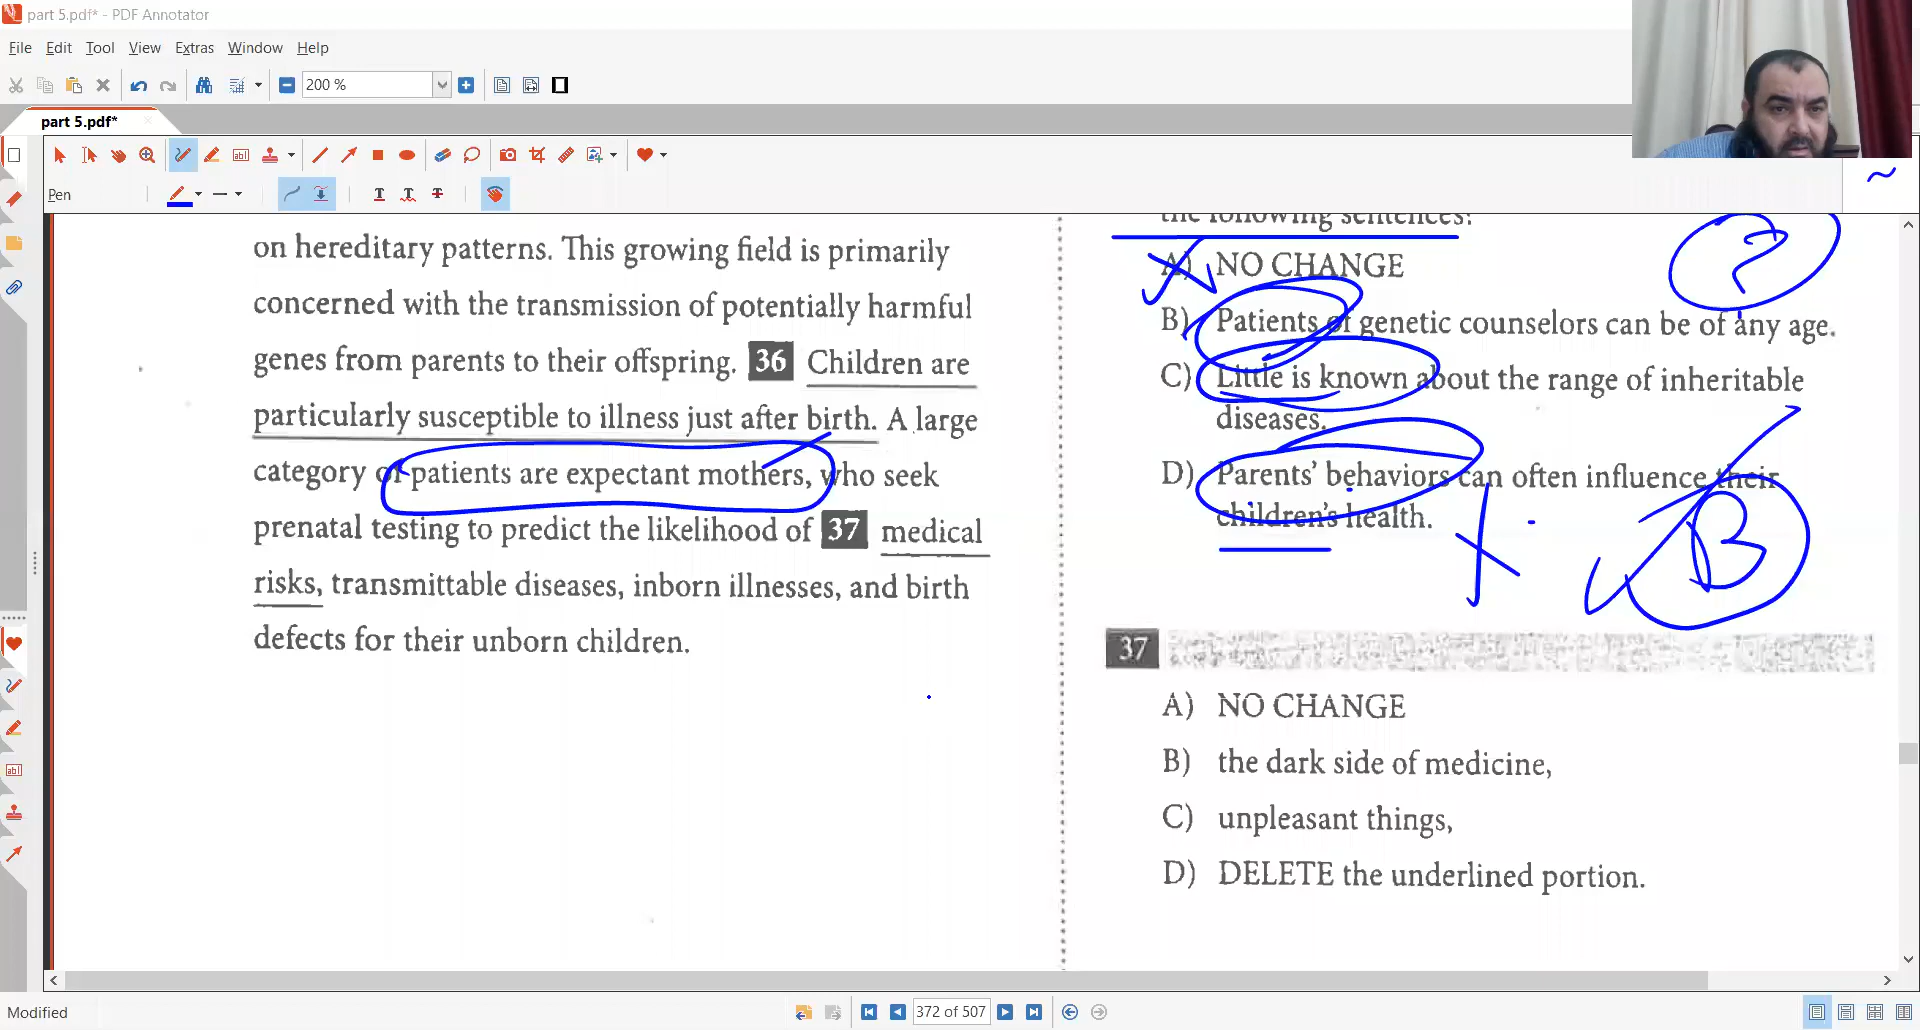 part 5.pdf* - PDF Annotator
File Edit Tool View Extras Window Help
200 %
part 5.pdf*
Pen
on hereditary patterns. This growing field is primarily
concerned with the transmission of potentially harmful
genes from parents to their offspring. 36 Children are
particularly susceptible to illness just after birth. A large
category of patients are expectant mothers, who seek
prenatal testing to predict the likelihood of 37 medical
risks, transmittable diseases, inborn illnesses, and birth
defects for their unborn children.
the following sentences?
A) NO CHANGE
?
B) Patients of genetic counselors can be of any age.
C) Little is known about the range of inheritable
diseases.
D) Parents' behaviors can often influence their
children's health.
B
37
A) NO CHANGE
B) the dark side of medicine,
C) unpleasant things,
D) DELETE the underlined portion.
Modified
372 of 507